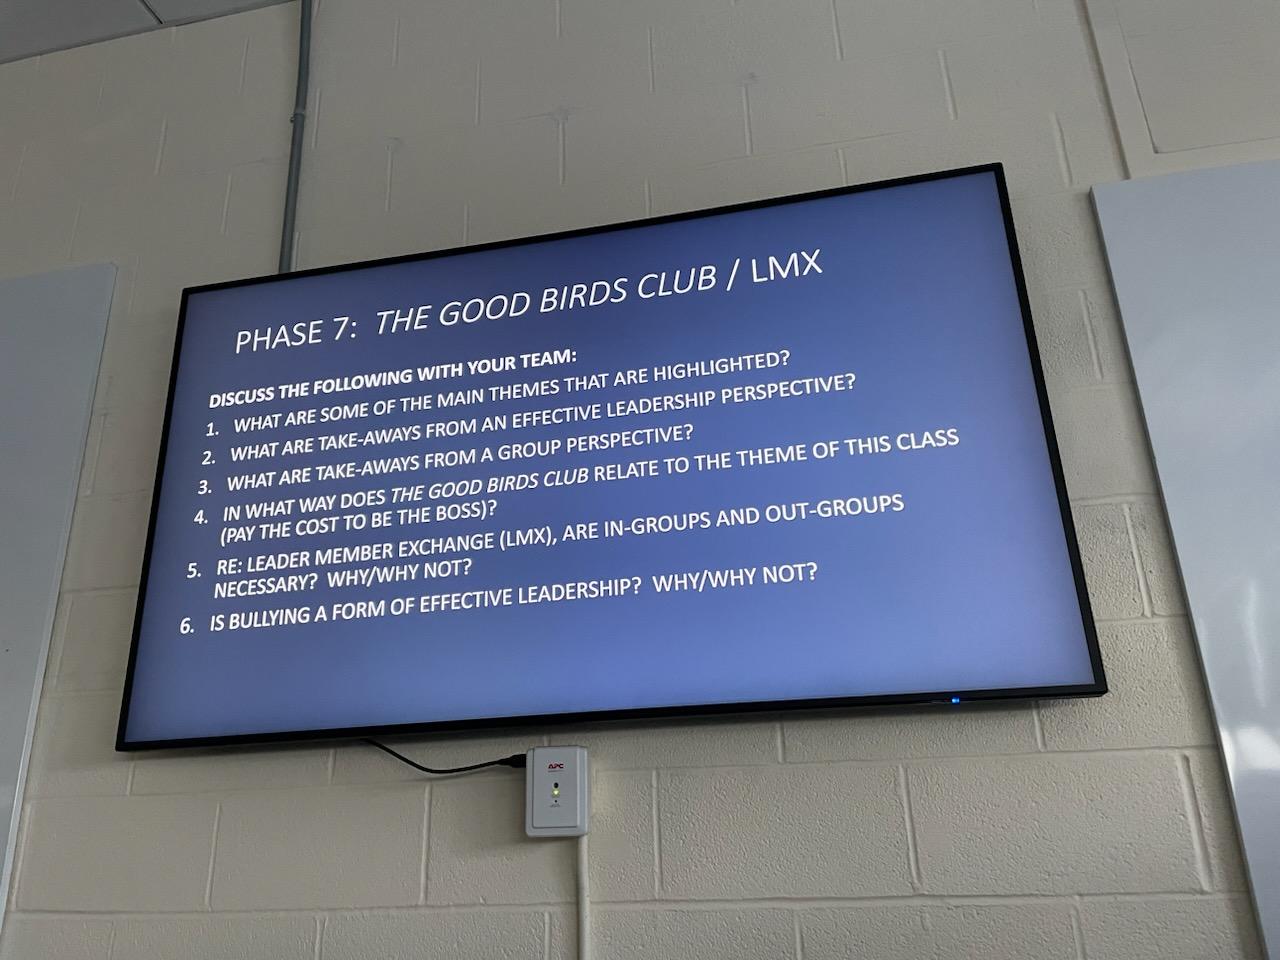 PHASE 7: THE GOOD BIRDS CLUB / LMX
DISCUSS THE FOLLOWING WITH YOUR TEAM:
1. WHAT ARE SOME OF THE MAIN THEMES THAT ARE HIGHLIGHTED?
2. WHAT ARE TAKE-AWAYS FROM AN EFFECTIVE LEADERSHIP PERSPECTIVE?
3. WHAT ARE TAKE-AWAYS FROM A GROUP PERSPECTIVE?
4. IN WHAT WAY DOES THE GOOD BIRDS CLUB RELATE TO THE THEME OF THIS CLASS
(PAY THE COST TO BE THE BOSS)?
5. RE: LEADER MEMBER EXCHANGE (LMX), ARE IN-GROUPS AND OUT-GROUPS
NECESSARY? WHY/WHY NOT?
6. IS BULLYING A FORM OF EFFECTIVE LEADERSHIP? WHY/WHY NOT?
APC